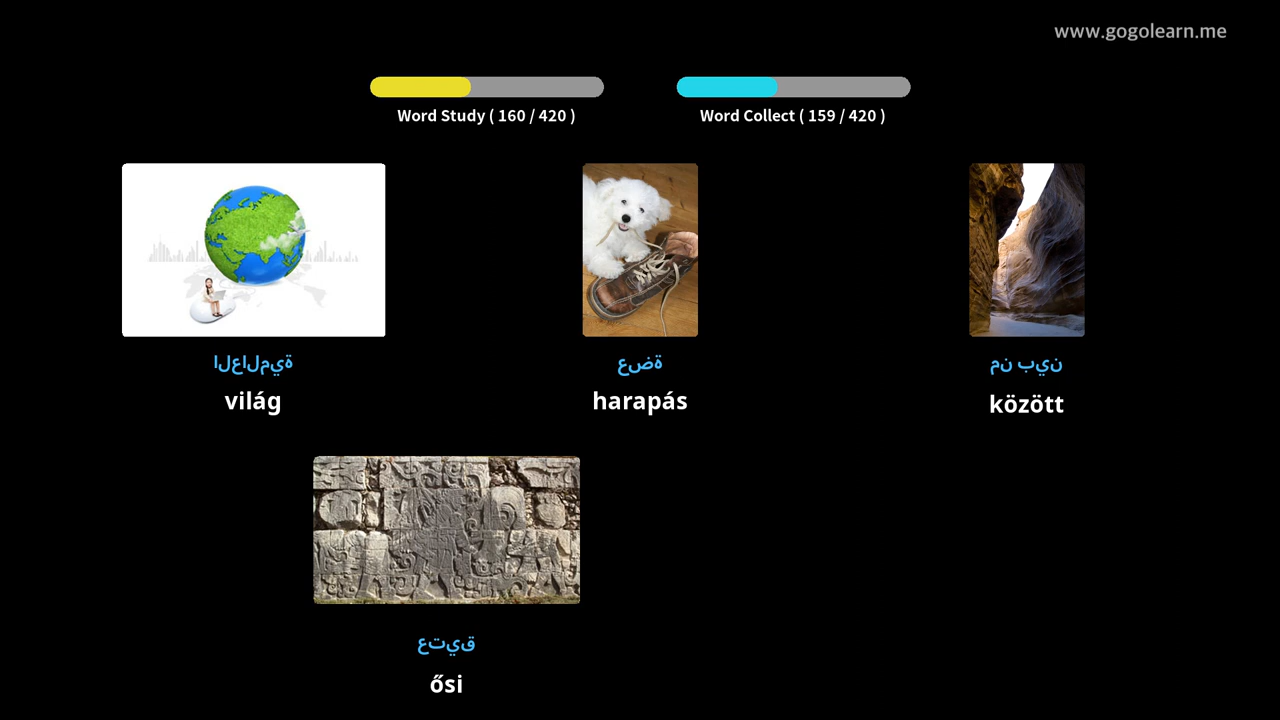 www.gogolearn.me
Word Study ( 160 / 420 )
Word Collect ( 159 / 420 )
العالمية
világ
عضة
harapás
من بين
között
عتيق
ősi